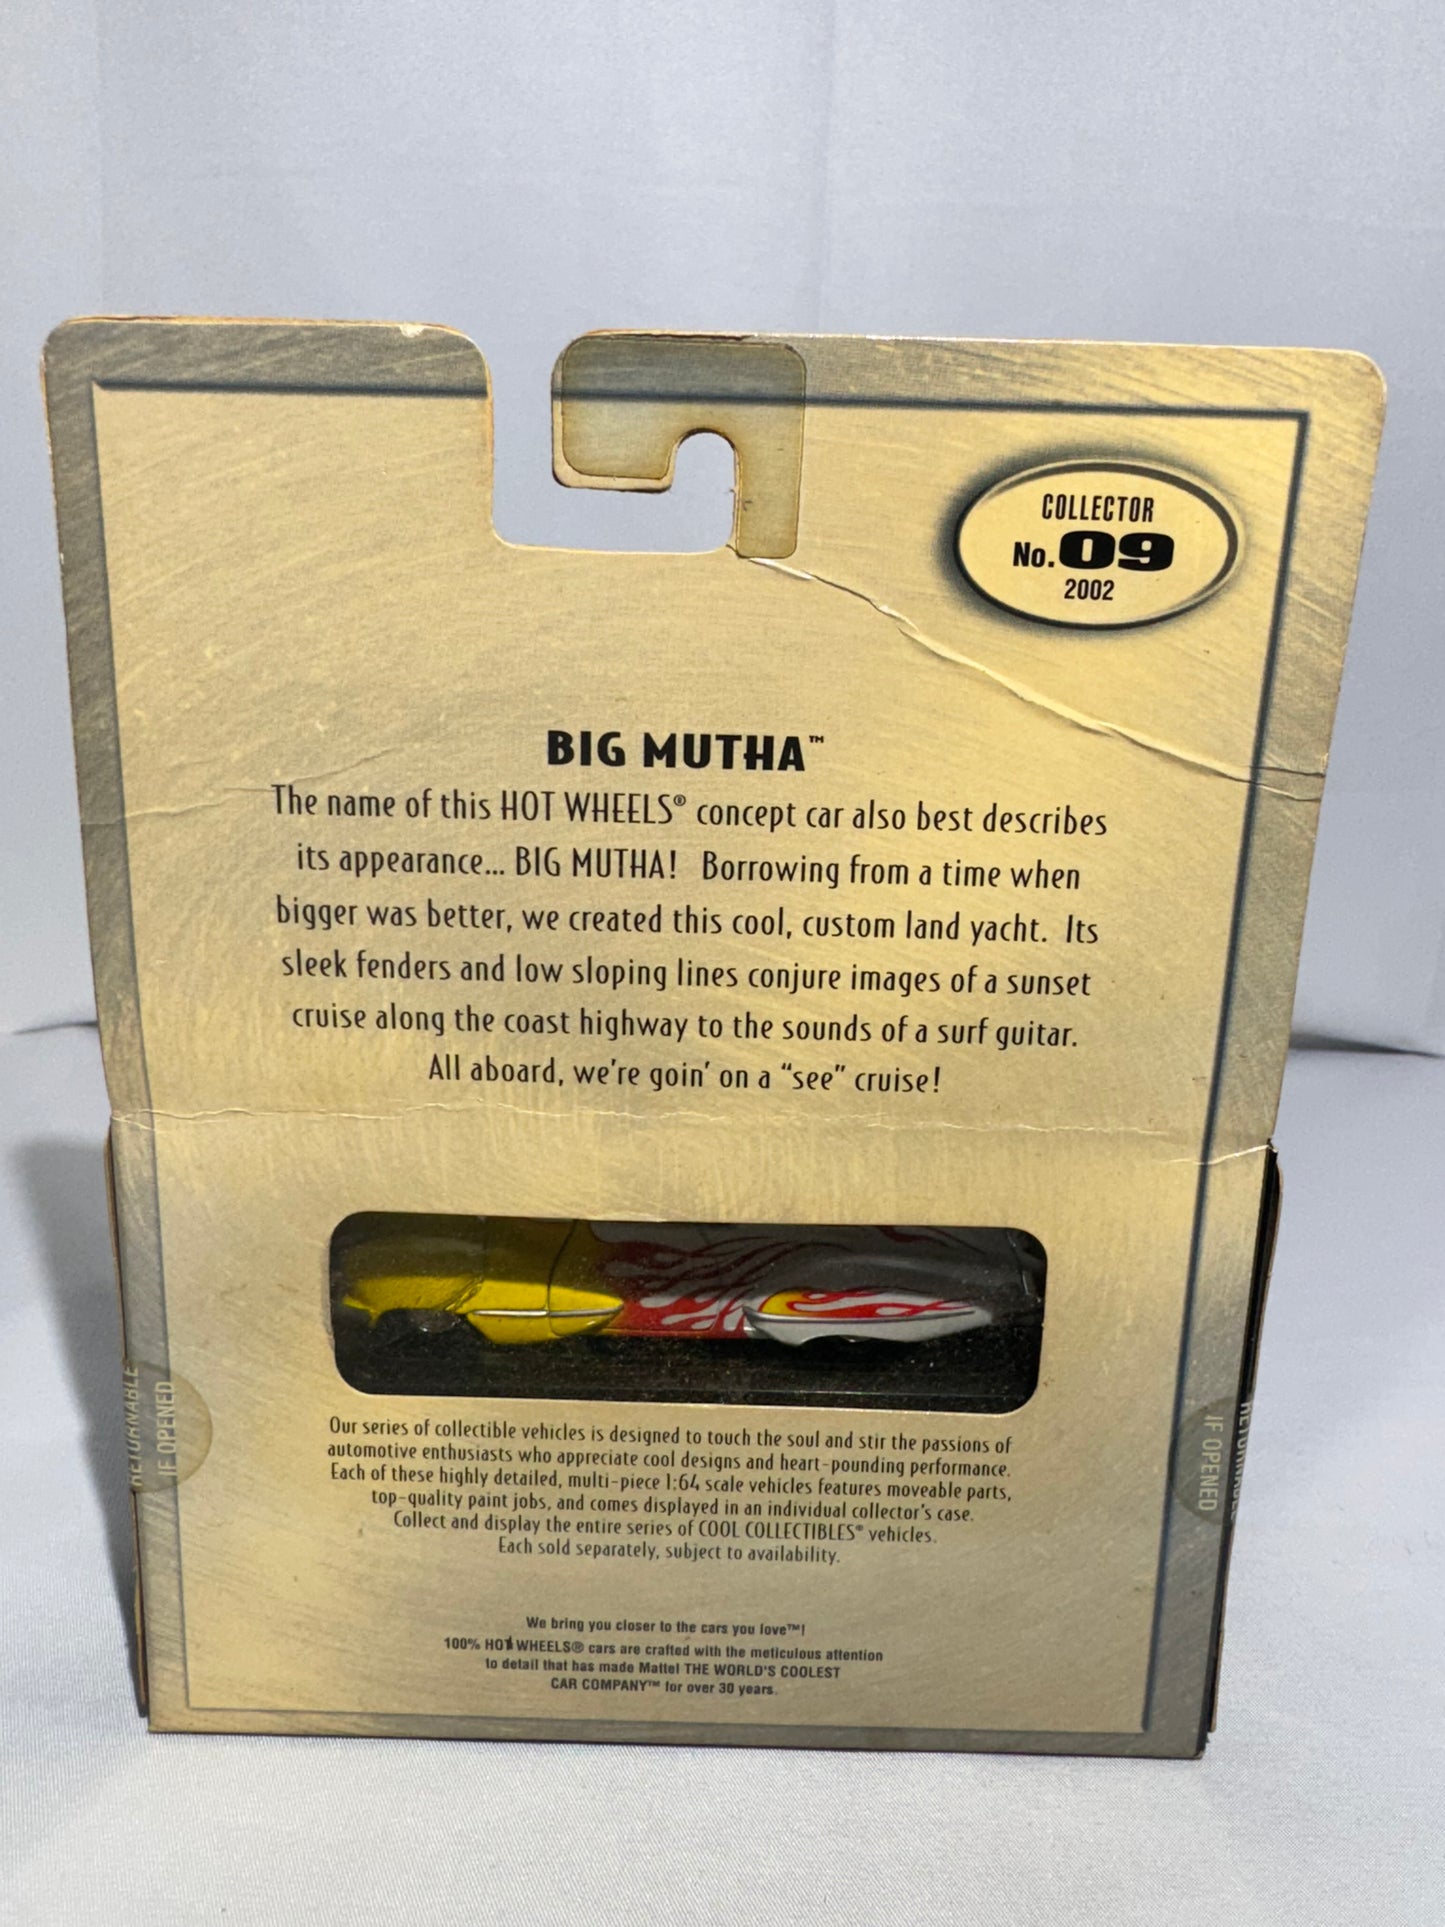 COLLECTOR
No. 09
2002
BIG MUTHA™
The name of this HOT WHEELS® concept car also best describes
its appearance... BIG MUTHA! Borrowing from a time when
bigger was better, we created this cool, custom land yacht. Its
sleek fenders and low sloping lines conjure images of a sunset
cruise along the coast highway to the sounds of a surf guitar.
All aboard, we're goin' on a "see" cruise!
RETURNABLE
IF OPENED
IF OPENED
Our series of collectible vehicles is designed to touch the soul and stir the passions of
automotive enthusiasts who appreciate cool designs and heart-pounding performance.
Each of these highly detailed, multi-piece 1:64 scale vehicles features moveable parts,
top-quality paint jobs, and comes displayed in an individual collector's case.
Collect and display the entire series of COOL COLLECTIBLES® vehicles.
Each sold separately, subject to availability.
We bring you closer to the cars you love™!
100% HOT WHEELS® cars are crafted with the meticulous attention
to detail that has made Mattel THE WORLD'S COOLEST
CAR COMPANY™ for over 30 years.